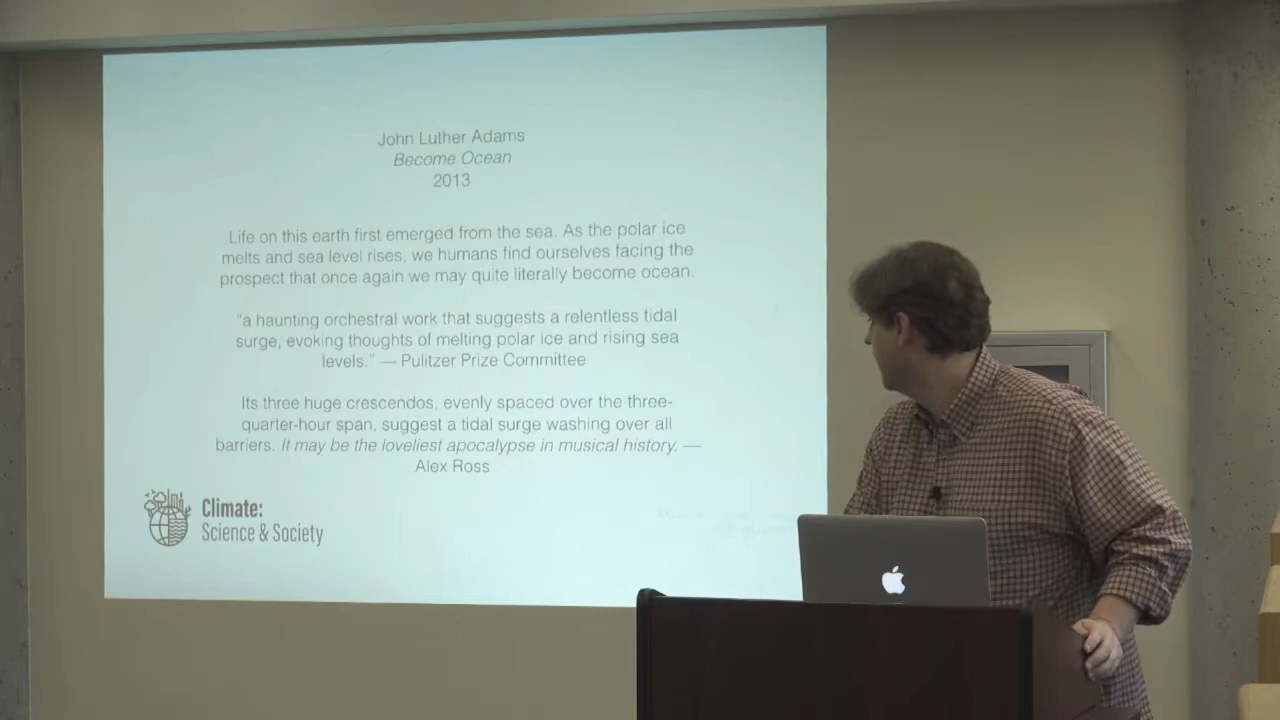 John Luther Adams
Become Ocean
2013
Life on this earth first emerged from the sea. As the polar ice
melts and sea level rises, we humans find ourselves facing the
prospect that once again we may quite literally become ocean.
"a haunting orchestral work that suggests a relentless tidal
surge, evoking thoughts of melting polar ice and rising sea
levels." — Pulitzer Prize Committee
Its three huge crescendos, evenly spaced over the three-
quarter-hour span, suggest a tidal surge washing over all
barriers. It may be the loveliest apocalypse in musical history. —
Alex Ross
Climate:
Science & Society